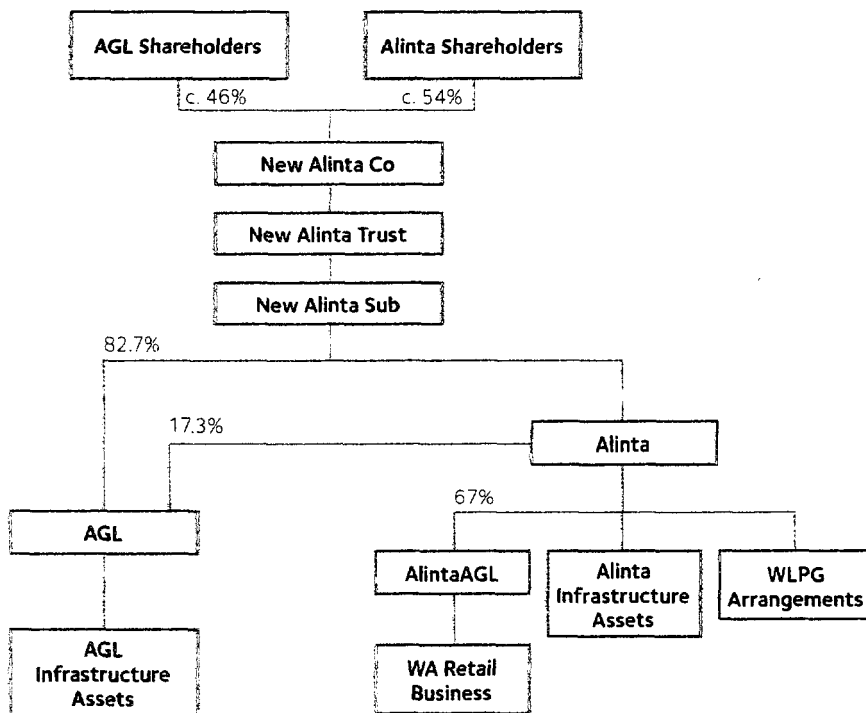 AGL Shareholders
Alinta Shareholders
c. 46%
c. 54%
New Alinta Co
New Alinta Trust
New Alinta Sub
82.7%
17.3%
Alinta
67%
AGL
AlintaAGL
Alinta
Infrastructure
Assets
WLPG
Arrangements
AGL
Infrastructure
Assets
WA Retail
Business